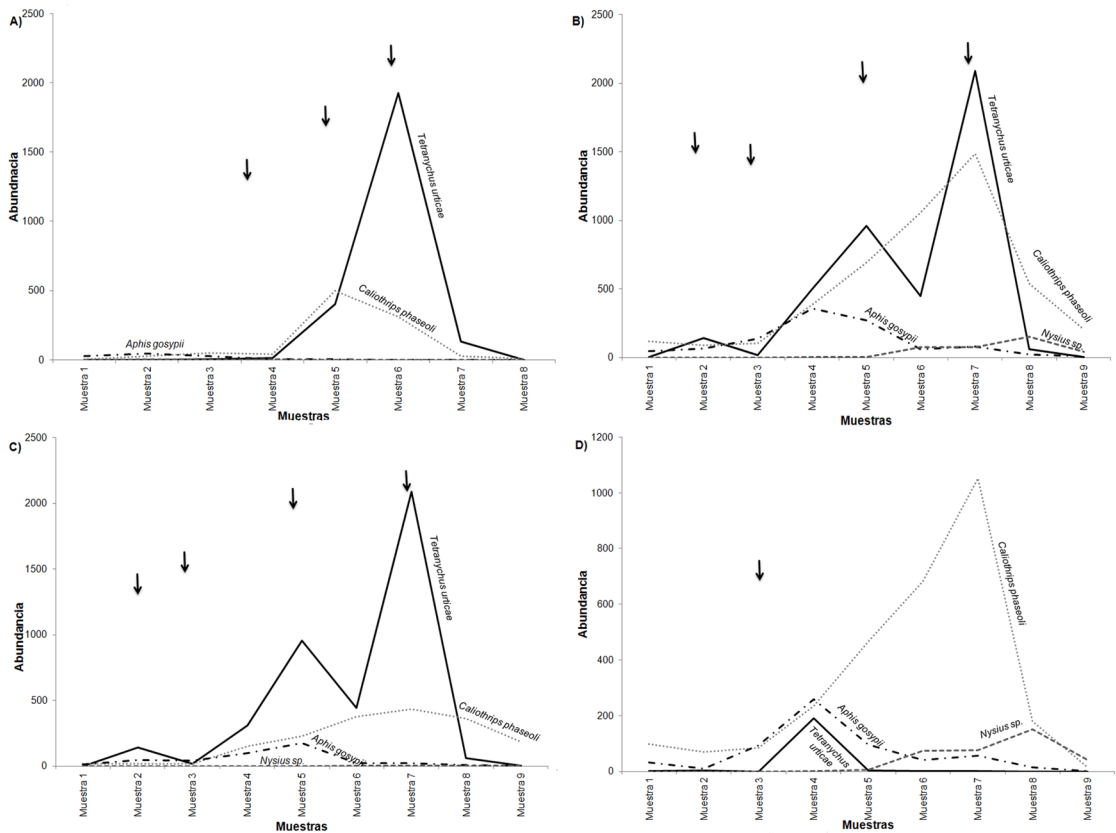 A)
Abundnacia
2500
2000
1500
1000
500
0
Tetranychus urticae
Caliothrips phaseoli
Aphis gosypii
Muestra 1
Muestra 2
Muestra 3
Muestra 4
Muestra 5
Muestra 6
Muestra 7
Muestra 8
Muestras
B)
Abundancia
2500
2000
1500
1000
500
0
Tetranychus urticae
Caliothrips phaseoli
Aphis gosypii
Nysius sp.
Muestra 1
Muestra 2
Muestra 3
Muestra 4
Muestra 5
Muestra 6
Muestra 7
Muestra 8
Muestra 9
Muestras
C)
Abundancia
2500
2000
1500
1000
500
0
Tetranychus urticae
Caliothrips phaseoli
Aphis gosypii
Nysius sp.
Muestra 1
Muestra 2
Muestra 3
Muestra 4
Muestra 5
Muestra 6
Muestra 7
Muestra 8
Muestra 9
Muestras
D)
Abundancia
1200
1000
800
600
400
200
0
Caliothrips phaseoli
Aphis gosypii
Tetranychus
urticae
Nysius sp.
Muestra 1
Muestra 2
Muestra 3
Muestra 4
Muestra 5
Muestra 6
Muestra 7
Muestra 8
Muestra 9
Muestras